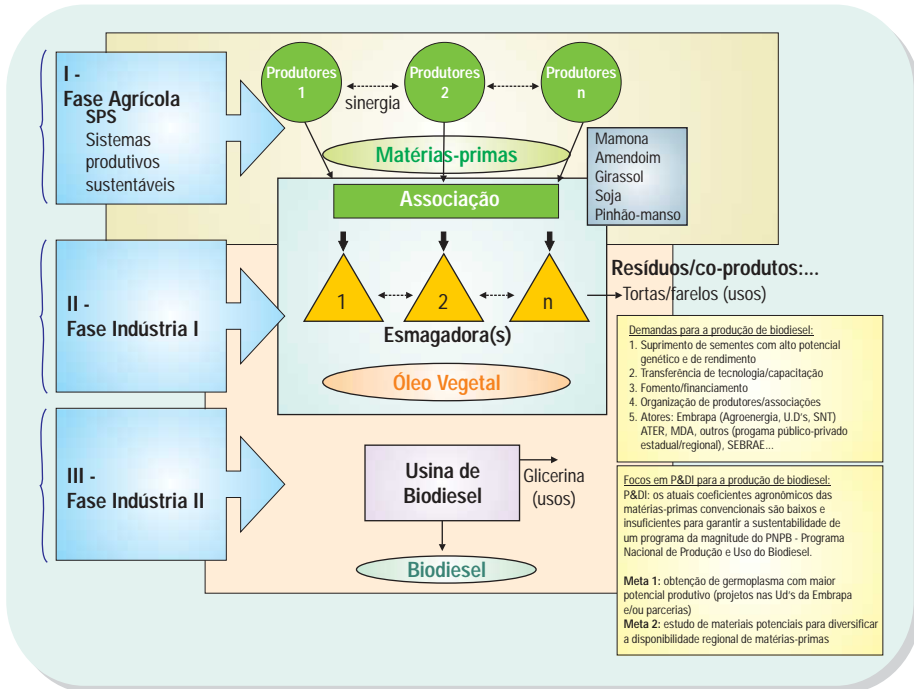 I -
Fase Agrícola
SPS
Sistemas
produtivos
sustentáveis
Produtores
1
sinergia
Produtores
2
Produtores
n
Matérias-primas
Mamona
Amendoim
Girassol
Soja
Pinhão-manso
Associação
II -
Fase Indústria I
1
2
n
Esmagadora(s)
Óleo Vegetal
Resíduos/co-produtos:...
Tortas/farelos (usos)
Demandas para a produção de biodiesel:
1. Suprimento de sementes com alto potencial
genético e de rendimento
2. Transferência de tecnologia/capacitação
3. Fomento/financiamento
4. Organização de produtores/associações
5. Atores: Embrapa (Agroenergia, U.D's, SNT)
ATER, MDA, outros (progama público-privado
estadual/regional), SEBRAE...
III -
Fase Indústria II
Usina de
Biodiesel
Glicerina
(usos)
Biodiesel
Focos em P&DI para a produção de biodiesel:
P&DI: os atuais coeficientes agronômicos das
matérias-primas convencionais são baixos e
insuficientes para garantir a sustentabilidade de
um programa da magnitude do PNPB - Programa
Nacional de Produção e Uso do Biodiesel.
Meta 1: obtenção de germoplasma com maior
potencial produtivo (projetos nas Ud's da Embrapa
e/ou parcerias)
Meta 2: estudo de materiais potenciais para diversificar
a disponibilidade regional de matérias-primas